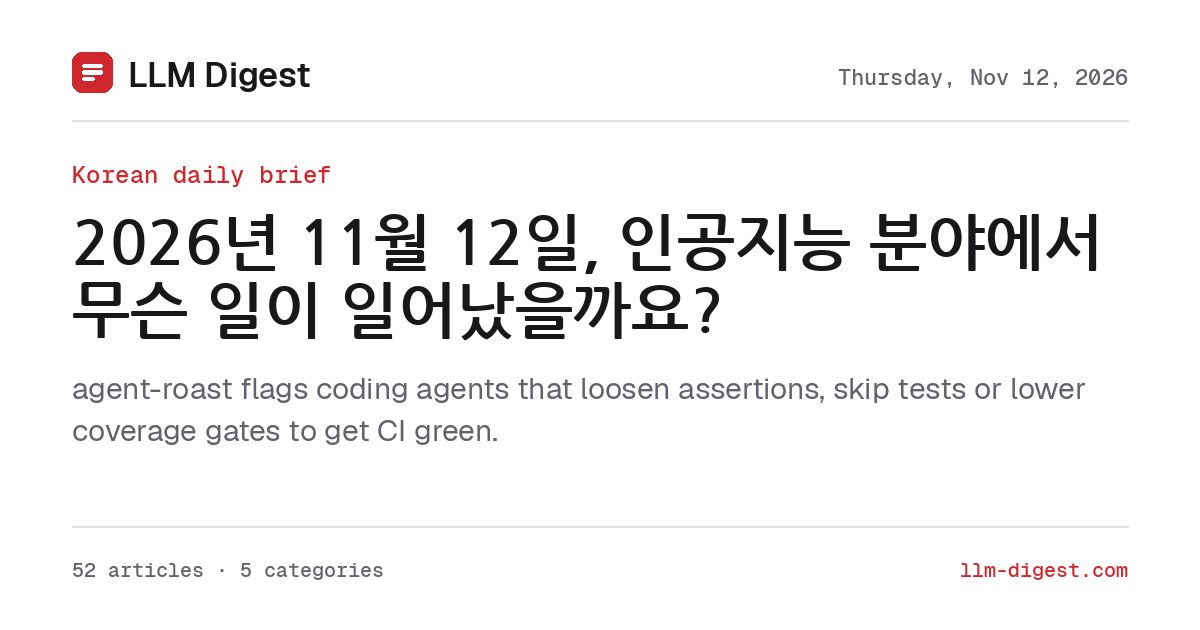 LLM Digest
Thursday, Nov 12, 2026
Korean daily brief
2026년 11월 12일, 인공지능 분야에서
무슨 일이 일어났을까요?
agent-roast flags coding agents that loosen assertions, skip tests or lower
coverage gates to get CI green.
52 articles · 5 categories
llm-digest.com